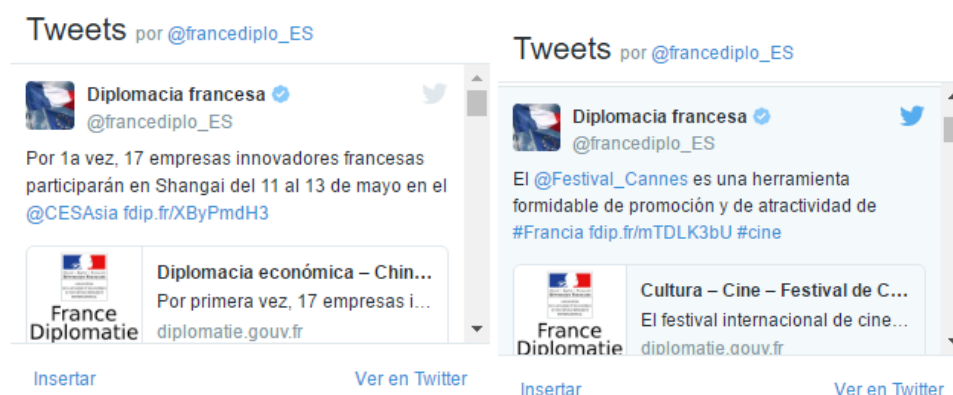 Tweets por @francediplo_ES
Diplomacia francesa
@francediplo_ES
Por 1a vez, 17 empresas innovadores francesas
participarán en Shangai del 11 al 13 de mayo en el
@CESAsia fdip.fr/XByPmdH3
France
Diplomatie
Diplomacia económica – Chin...
Por primera vez, 17 empresas i...
diplomatie.gouv.fr
Insertar
Ver en Twitter
Tweets por @francediplo_ES
Diplomacia francesa
@francediplo_ES
El @Festival_Cannes es una herramienta
formidable de promoción y de atractividad de
#Francia fdip.fr/mTDLK3bU #cine
France
Diplomatie
Cultura – Cine – Festival de C...
El festival internacional de cine...
diplomatie.gouv.fr
Insertar
Ver en Twitter